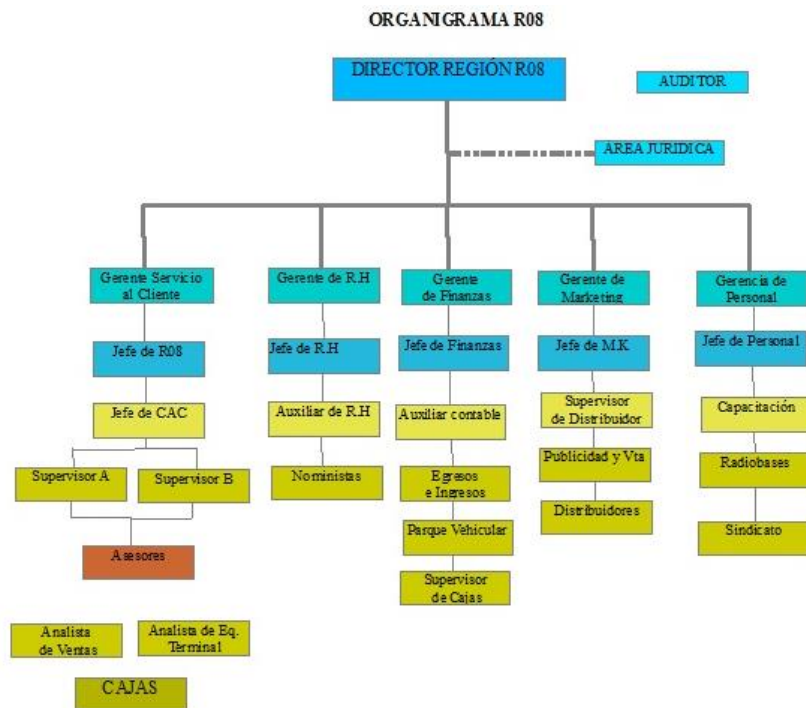 ORGANIGRAMA R08
DIRECTOR REGIÓN R08
AUDITOR
AREA JURIDICA
Gerente Servicio
al Cliente
Gerente de R.H
Gerente
de Finanzas
Gerente de
Marketing
Gerencia de
Personal
Jefe de R08
Jefe de R.H
Jefe de Finanzas
Jefe de M.K
Jefe de Personal
Jefe de CAC
Auxiliar de R.H
Auxiliar contable
Supervisor
de Distribuidor
Capacitación
Supervisor A
Supervisor B
Noministas
Egresos
e Ingresos
Publicidad y Vta
Radiobases
Parque Vehicular
Distribuidores
Sindicato
Asesores
Supervisor
de Cajas
Analista
de Ventas
Analista de Eq.
Terminal
CAJAS